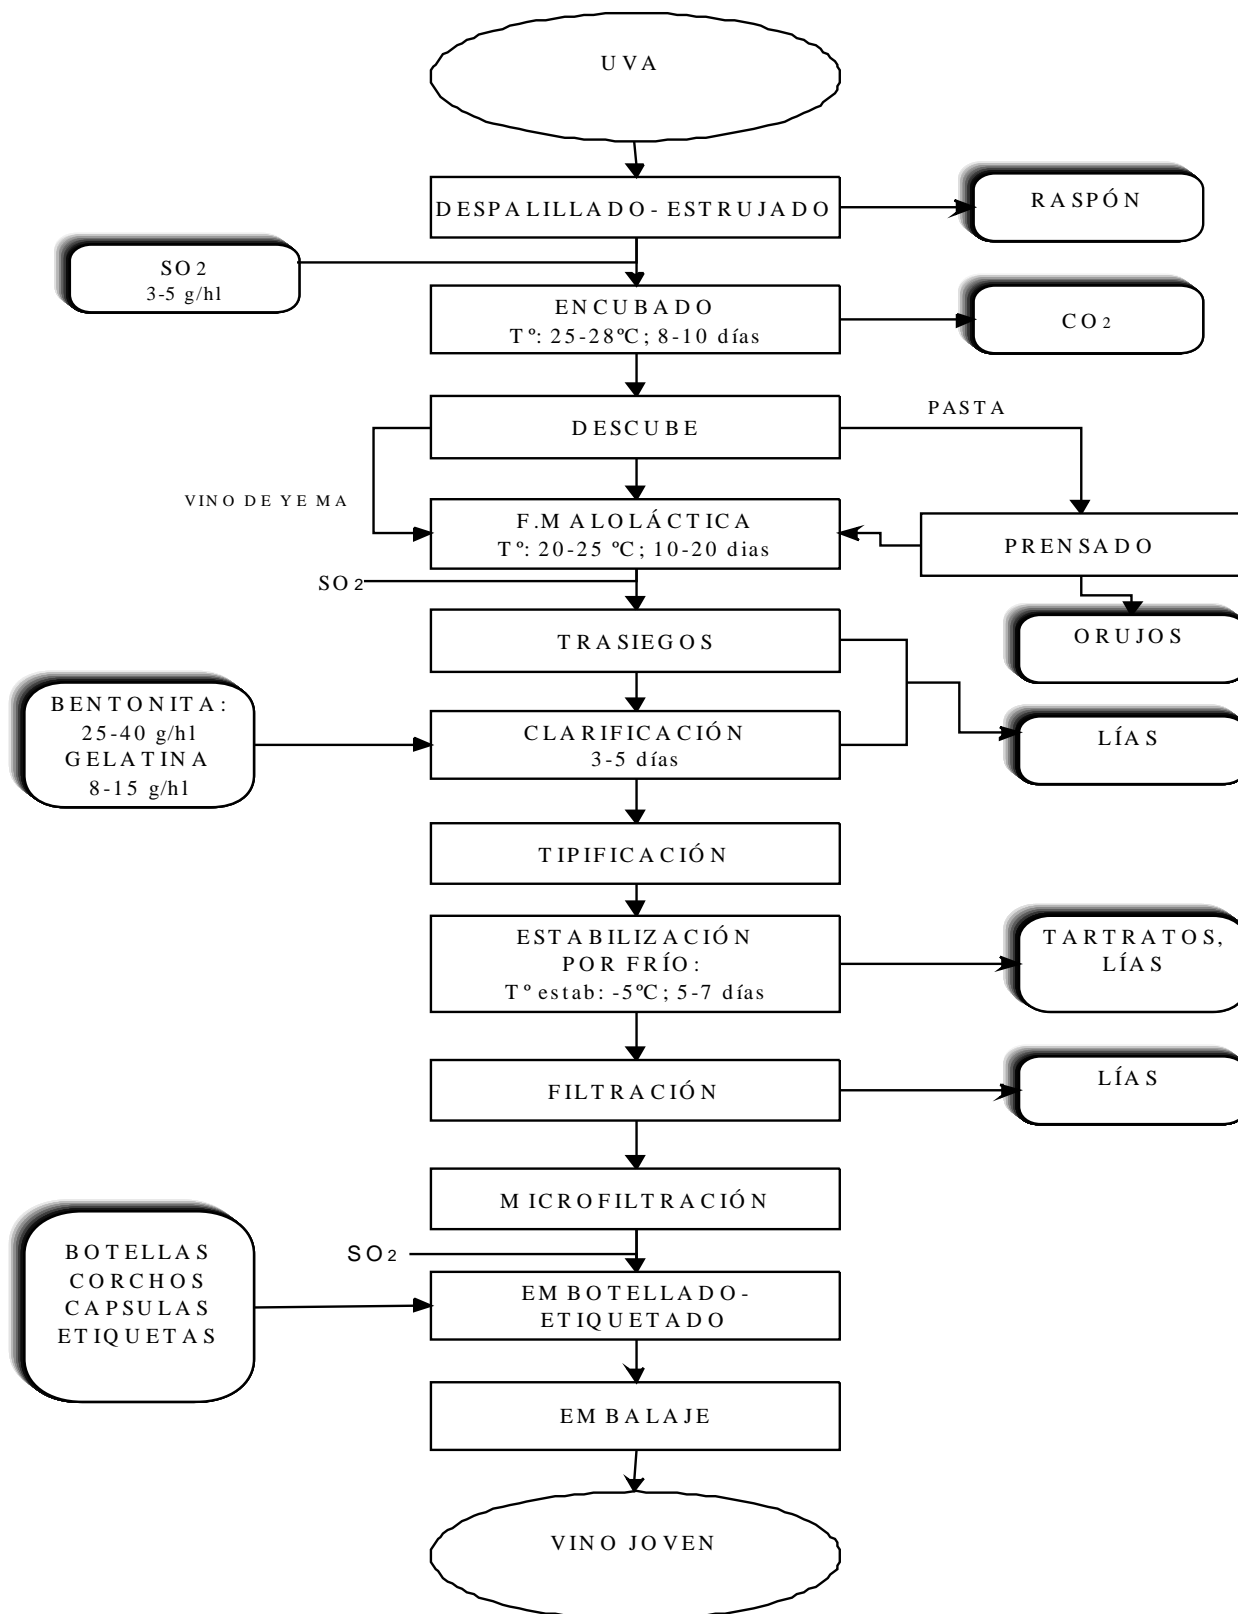 UVA
DESPALILLADO-ESTRUJADO
RASPÓN
SO2
3-5 g/hl
ENCUBADO
Tº: 25-28ºC; 8-10 días
CO2
PASTA
DESCUBE
VINO DE YEMA
F.MALOLÁCTICA
Tº: 20-25 ºC; 10-20 dias
PRENSADO
SO2
TRASIEGOS
ORUJOS
BENTONITA:
25-40 g/hl
GELATINA
8-15 g/hl
CLARIFICACIÓN
3-5 días
LÍAS
TIPIFICACIÓN
ESTABILIZACIÓN
POR FRÍO:
Tº estab: -5ºC; 5-7 días
TARTRATOS,
LÍAS
FILTRACIÓN
LÍAS
MICROFILTRACIÓN
SO2
BOTELLAS
CORCHOS
CAPSULAS
ETIQUETAS
EMBOTELLADO-
ETIQUETADO
EMBALAJE
VINO JOVEN